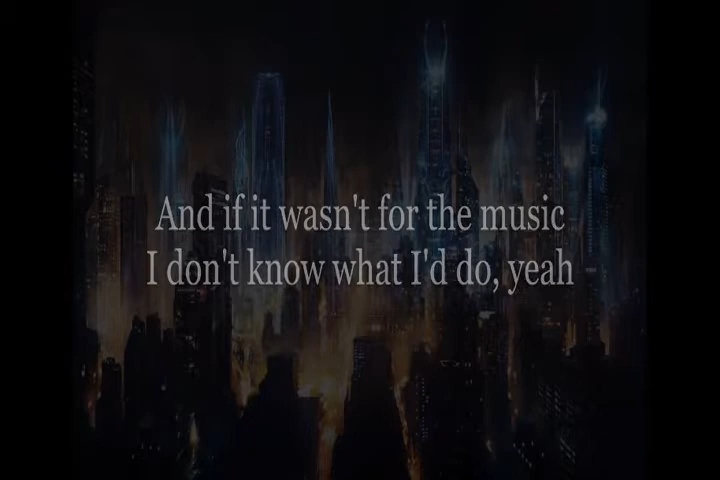 And if it wasn't for the music
I don't know what I'd do, yeah